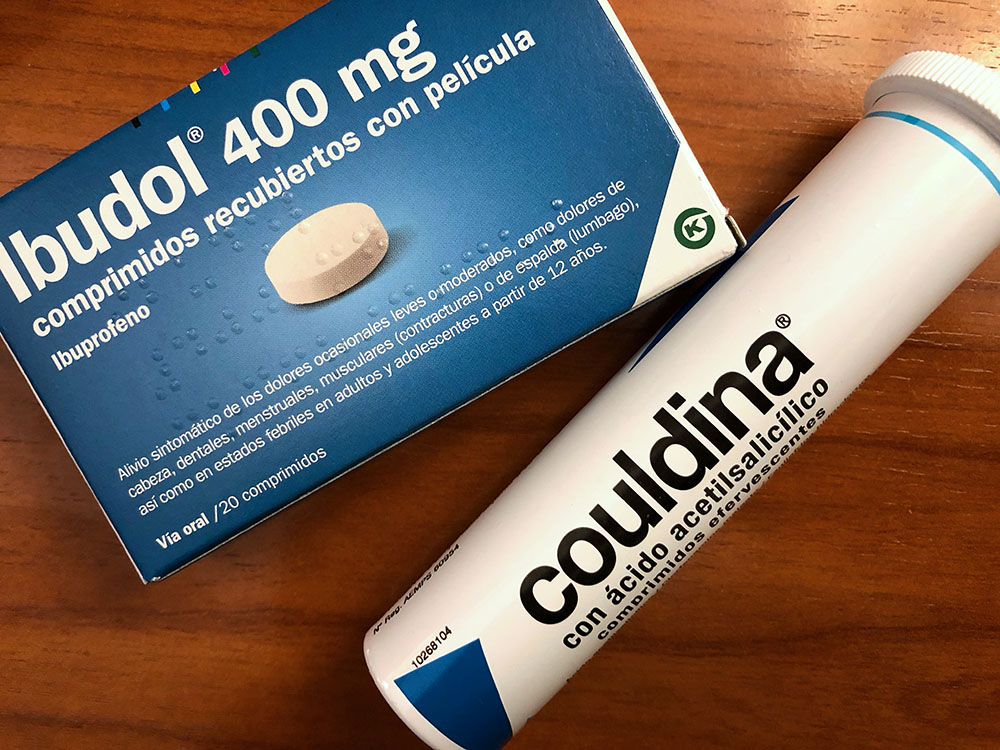 Ibudol® 400 mg
comprimidos recubiertos con película
Ibuprofeno
Alivio sintomático de los dolores ocasionales leves o moderados, como dolores de
cabeza, dentales, menstruales, musculares (contracturas) o de espalda (lumbago),
así como en estados febriles en adultos y adolescentes a partir de 12 años.
Vía oral /20 comprimidos
K
couldina®
con ácido acetilsalicílico
comprimidos efervescentes
Nº Reg. AEMPS 60934
10268104